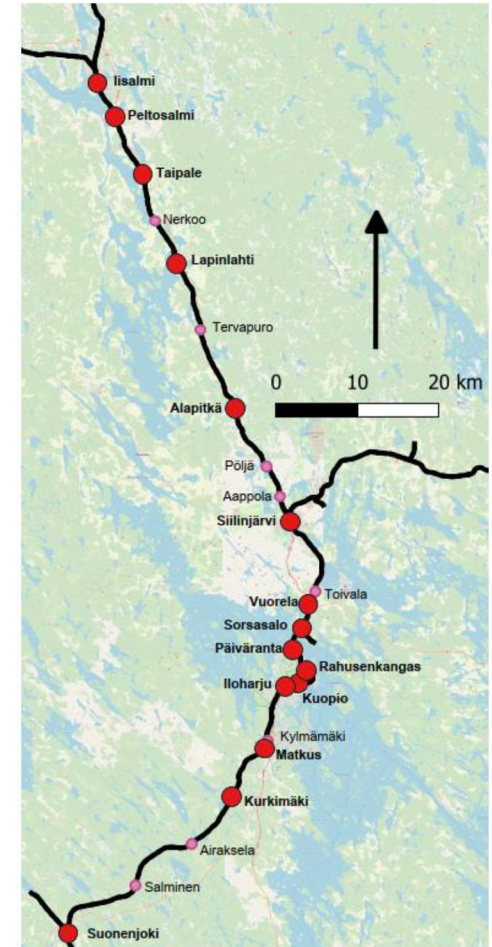 Iisalmi
Peltosalmi
Taipale
Nerkoo
Lapinlahti
Tervapuro
0 10 20 km
Alapitkä
Pöljä
Aappola
Siilinjärvi
Toivala
Vuorela
Sorsasalo
Päiväranta
Rahusenkangas
Iloharju
Kuopio
Kylmämäki
Matkus
Kurkimäki
Airaksela
Salminen
Suonenjoki